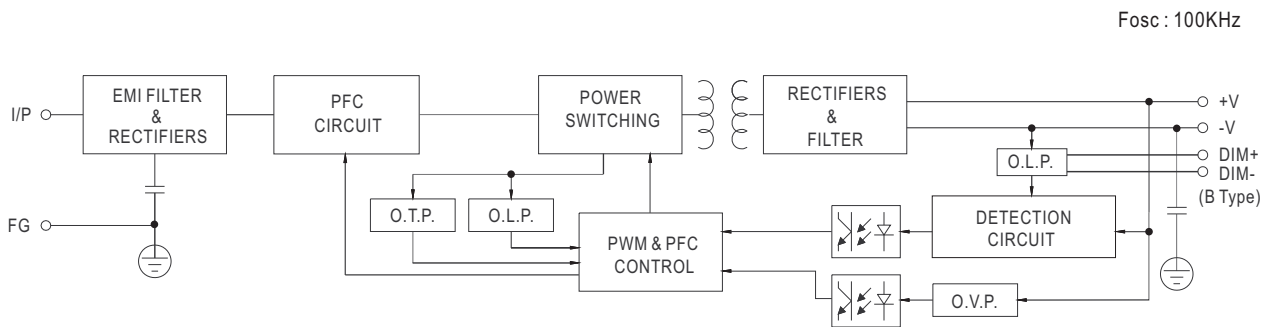 Fosc : 100KHz
I/P
EMI FILTER
&
RECTIFIERS
PFC
CIRCUIT
POWER
SWITCHING
RECTIFIERS
&
FILTER
+V
-V
DIM+
DIM-
(B Type)
O.L.P.
FG
O.T.P.
O.L.P.
PWM & PFC
CONTROL
DETECTION
CIRCUIT
O.V.P.